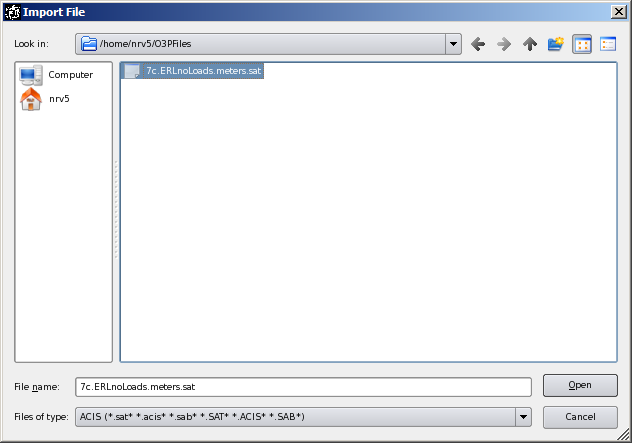 Import File
Look in: /home/nrv5/O3PFiles
Computer
nrv5
7c.ERLnoLoads.meters.sat
File name: 7c.ERLnoLoads.meters.sat
Open
Files of type: ACIS (*.sat* *.acis* *.sab* *.SAT* *.ACIS* *.SAB*)
Cancel